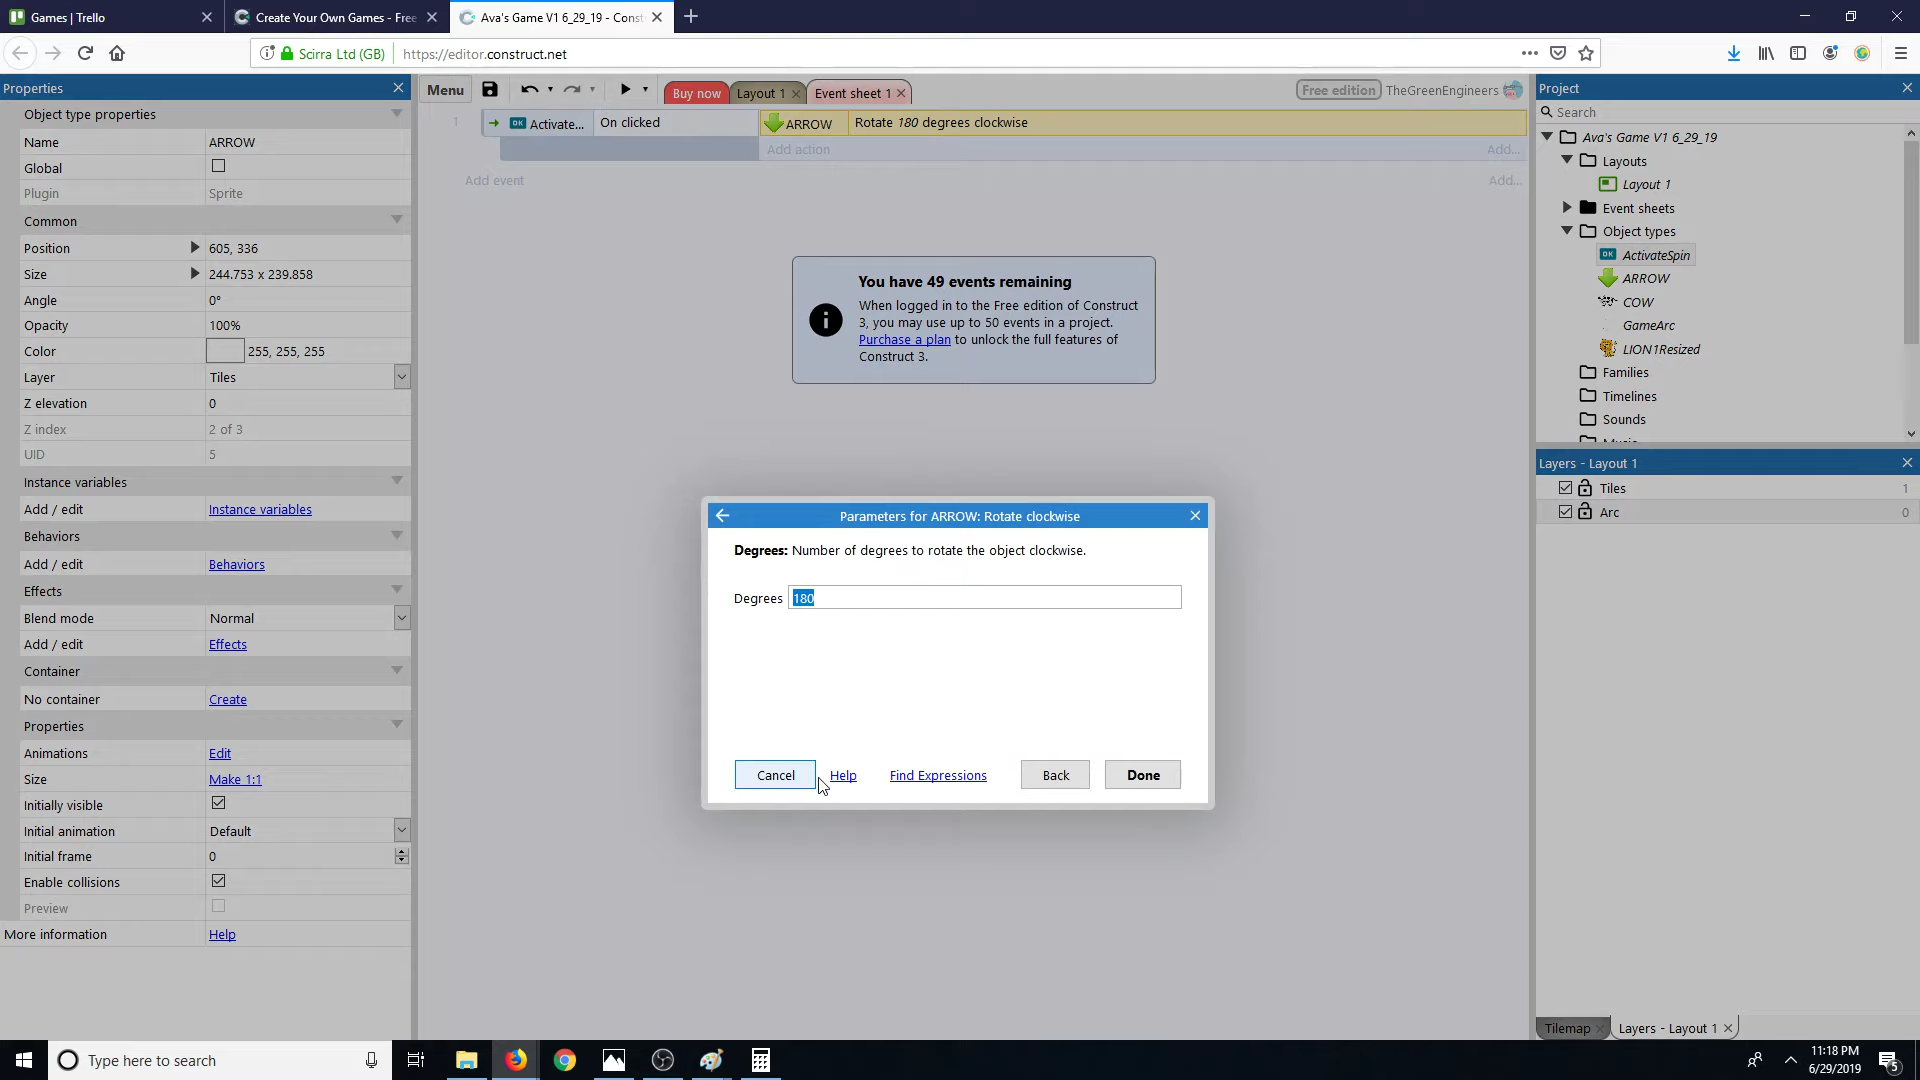 Games | Trello
Create Your Own Games - Free
Ava's Game V1 6_29_19 - Const
Scirra Ltd (GB)
https://editor.construct.net
Properties
Object type properties
Name ARROW
Global
Plugin Sprite
Common
Position 605, 336
Size 244.753 x 239.858
Angle 0°
Opacity 100%
Color 255, 255, 255
Layer Tiles
Z elevation 0
Z index 2 of 3
UID 5
Instance variables
Add / edit Instance variables
Behaviors
Add / edit Behaviors
Effects
Blend mode Normal
Add / edit Effects
Container
No container Create
Properties
Animations Edit
Size Make 1:1
Initially visible
Initial animation Default
Initial frame 0
Enable collisions
Preview
More information Help
Menu
Buy now
Layout 1
Event sheet 1
Free edition
TheGreenEngineers
1
OK Activate... On clicked
ARROW Rotate 180 degrees clockwise
Add action Add...
Add event Add...
You have 49 events remaining
When logged in to the Free edition of Construct
3, you may use up to 50 events in a project.
Purchase a plan to unlock the full features of
Construct 3.
Parameters for ARROW: Rotate clockwise
Degrees: Number of degrees to rotate the object clockwise.
Degrees 180
Cancel Help Find Expressions Back Done
Project
Search
Ava's Game V1 6_29_19
Layouts
Layout 1
Event sheets
Object types
OK ActivateSpin
ARROW
COW
GameArc
LION1Resized
Families
Timelines
Sounds
Layers - Layout 1
Tiles 1
Arc 0
Tilemap
Layers - Layout 1
Type here to search
11:18 PM
6/29/2019
5